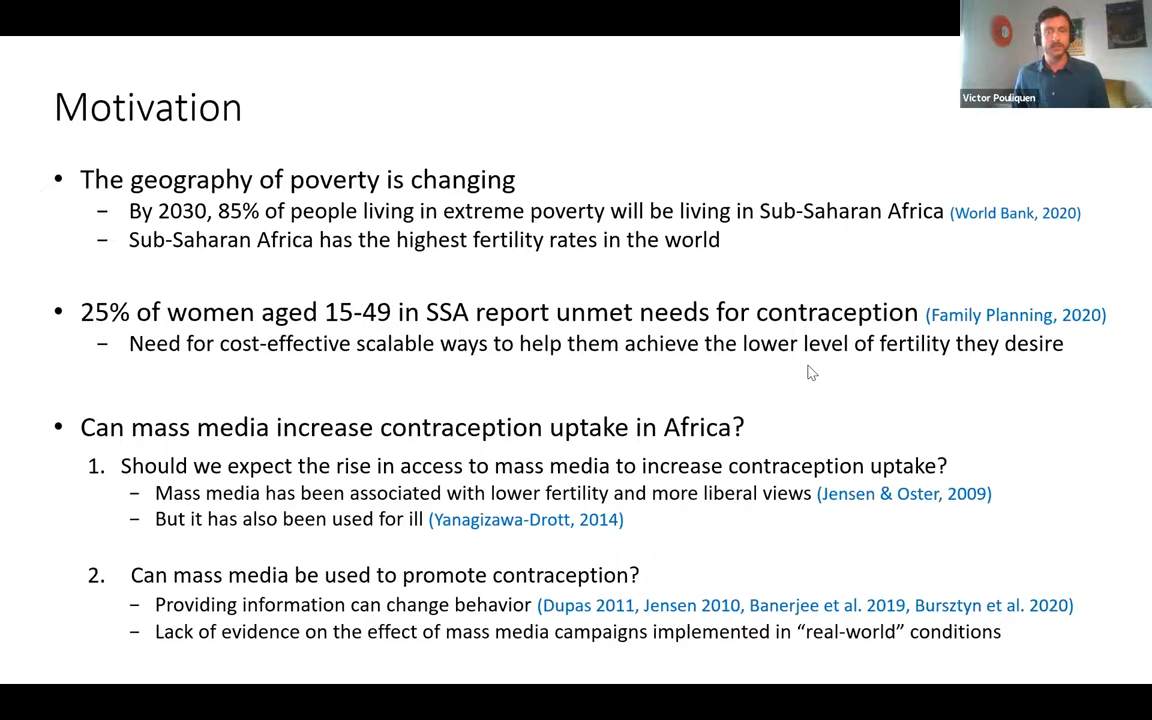 Victor Pouliquen
Motivation
• The geography of poverty is changing
– By 2030, 85% of people living in extreme poverty will be living in Sub-Saharan Africa (World Bank, 2020)
– Sub-Saharan Africa has the highest fertility rates in the world
• 25% of women aged 15-49 in SSA report unmet needs for contraception (Family Planning, 2020)
– Need for cost-effective scalable ways to help them achieve the lower level of fertility they desire
• Can mass media increase contraception uptake in Africa?
1. Should we expect the rise in access to mass media to increase contraception uptake?
– Mass media has been associated with lower fertility and more liberal views (Jensen & Oster, 2009)
– But it has also been used for ill (Yanagizawa-Drott, 2014)
2. Can mass media be used to promote contraception?
– Providing information can change behavior (Dupas 2011, Jensen 2010, Banerjee et al. 2019, Bursztyn et al. 2020)
– Lack of evidence on the effect of mass media campaigns implemented in “real-world” conditions